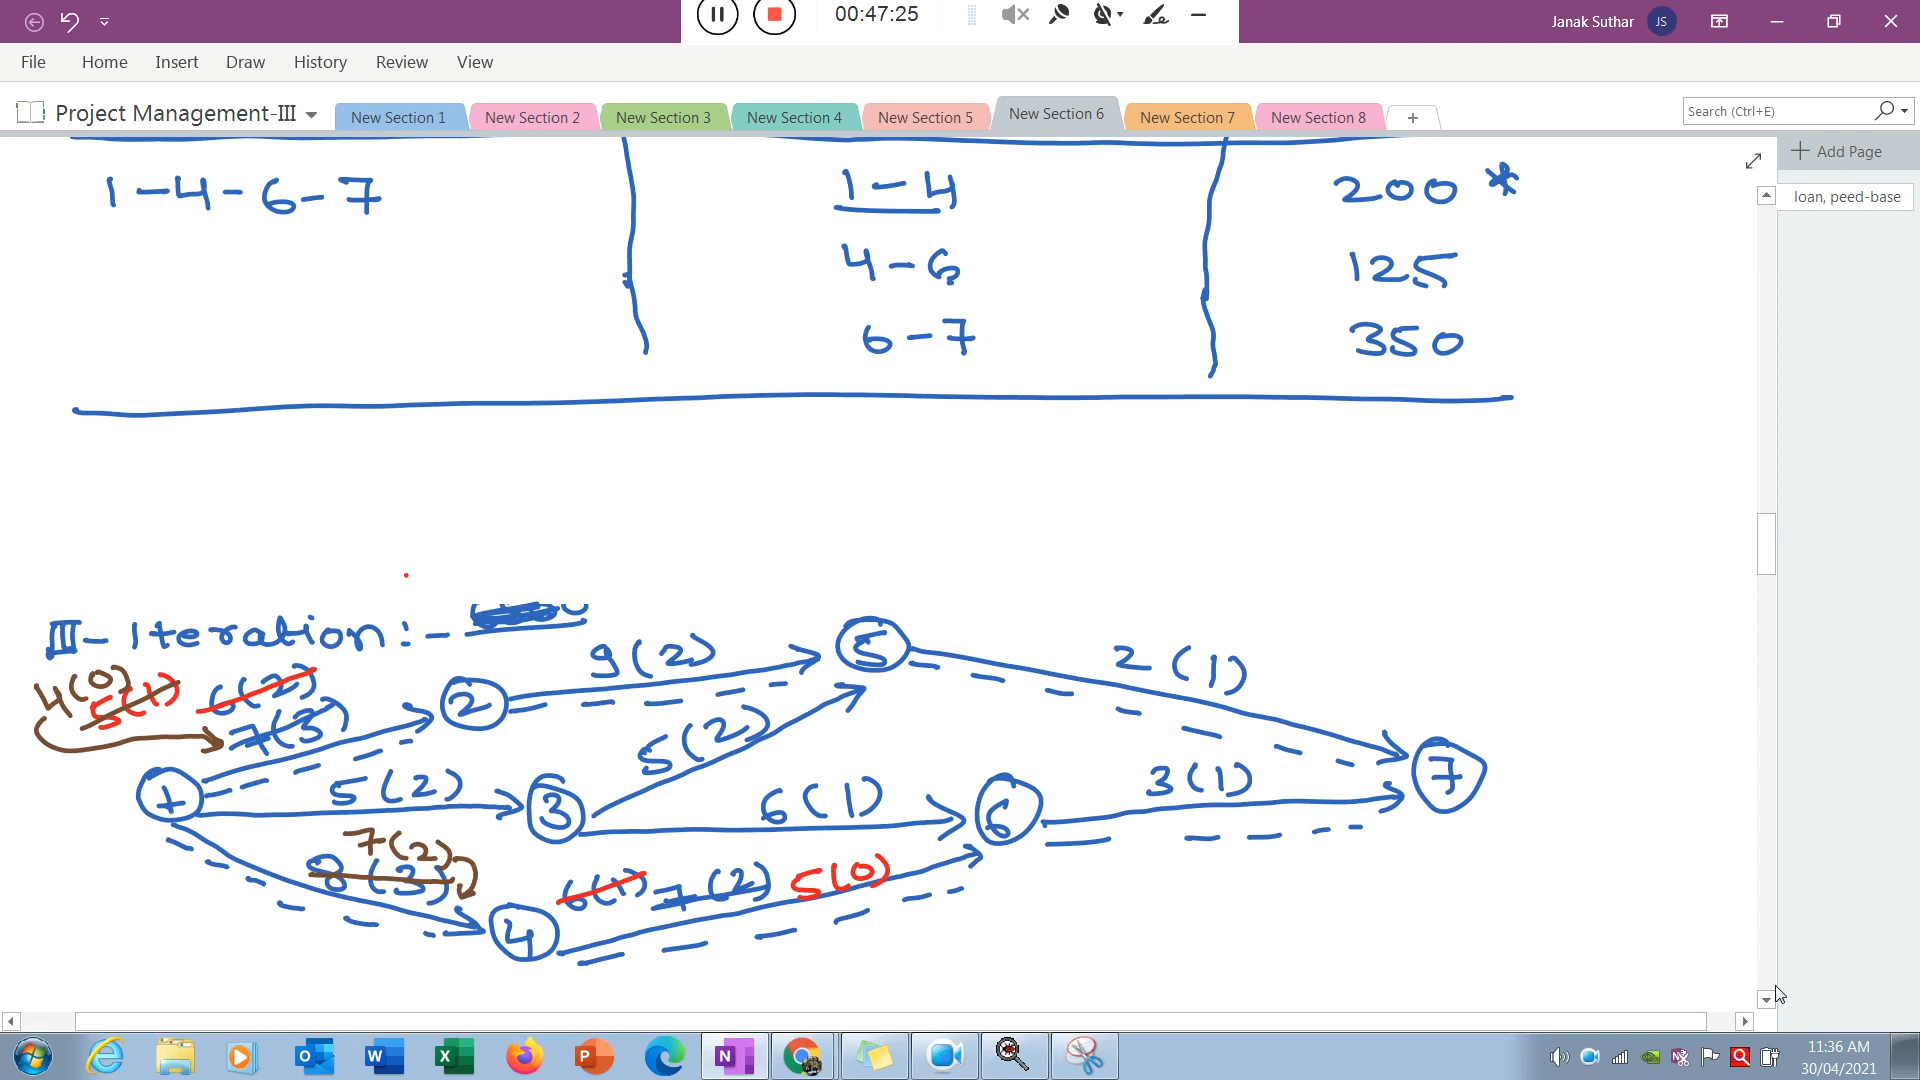 00:47:25
Janak Suthar JS
File Home Insert Draw History Review View
Project Management-III New Section 1 New Section 2 New Section 3 New Section 4 New Section 5 New Section 6 New Section 7 New Section 8 +
Search (Ctrl+E)
Add Page
loan, peed-base
1-4-6-7 1-4 200 *
4-6 125
6-7 350
III- Iteration:-
9(2) 5 2(1)
4(0) 5(1) 6(2)
7(3) 2 5(2)
1 5(2) 3 6(1) 6 3(1) 7
7(2)
8(3) 6(1) 7(2) 5(0)
4
11:36 AM
30/04/2021